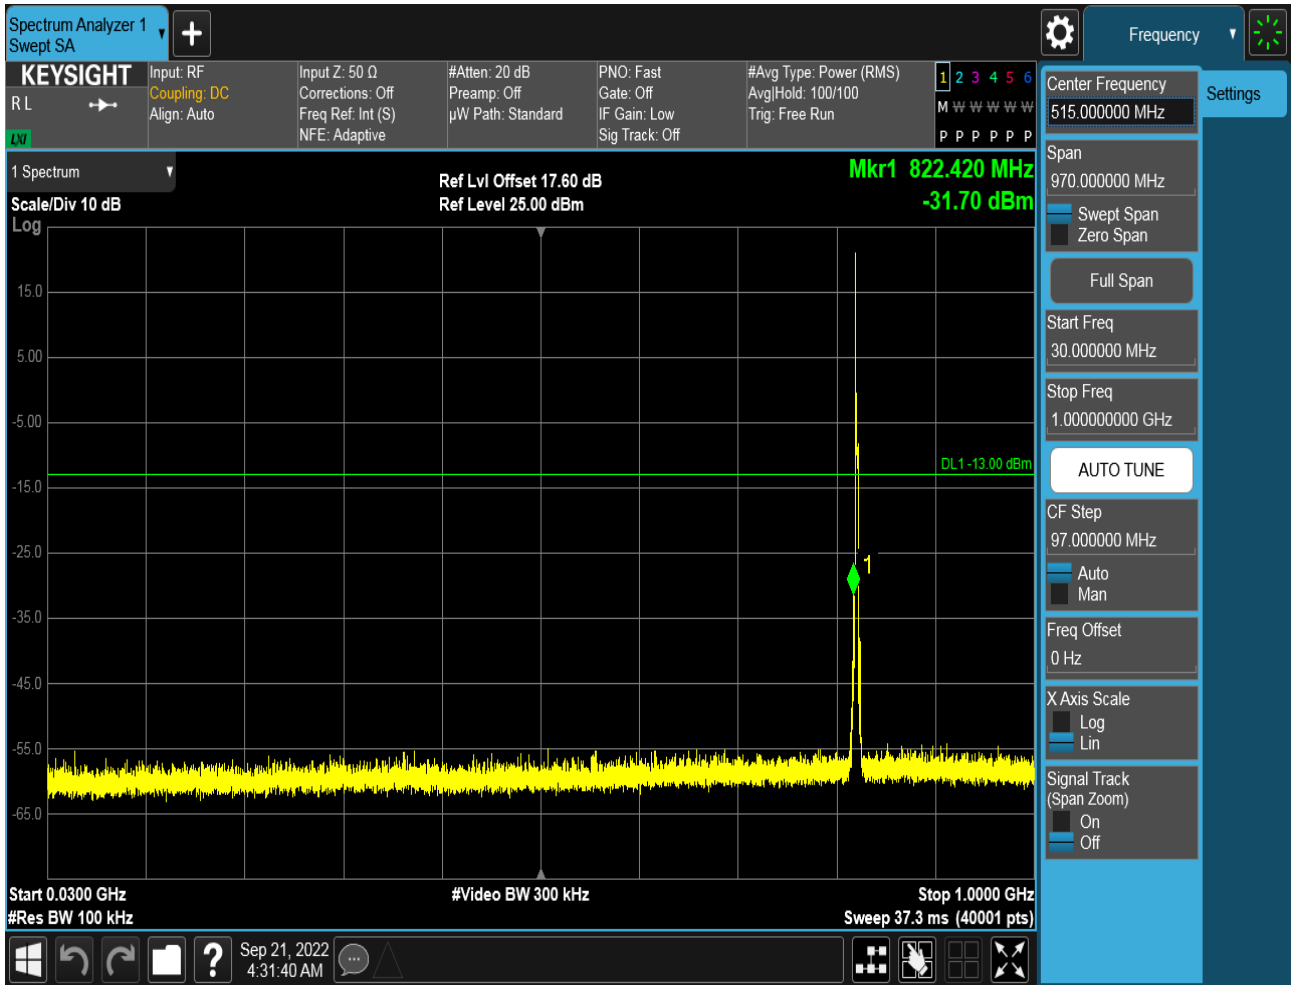 Spectrum Analyzer 1
Swept SA
Frequency
KEYSIGHT
R L
LXI
Input: RF
Coupling: DC
Align: Auto
Input Z: 50 Ω
Corrections: Off
Freq Ref: Int (S)
NFE: Adaptive
#Atten: 20 dB
Preamp: Off
µW Path: Standard
PNO: Fast
Gate: Off
IF Gain: Low
Sig Track: Off
#Avg Type: Power (RMS)
Avg|Hold: 100/100
Trig: Free Run
1 2 3 4 5 6
M W W W W W
P P P P P P
1 Spectrum
Scale/Div 10 dB
Log
Ref Lvl Offset 17.60 dB
Ref Level 25.00 dBm
Mkr1 822.420 MHz
-31.70 dBm
15.0
5.00
-5.00
-15.0
-25.0
-35.0
-45.0
-55.0
-65.0
DL1 -13.00 dBm
1
Start 0.0300 GHz
#Res BW 100 kHz
#Video BW 300 kHz
Stop 1.0000 GHz
Sweep 37.3 ms (40001 pts)
Center Frequency
515.000000 MHz
Span
970.000000 MHz
Swept Span
Zero Span
Full Span
Start Freq
30.000000 MHz
Stop Freq
1.000000000 GHz
AUTO TUNE
CF Step
97.000000 MHz
Auto
Man
Freq Offset
0 Hz
X Axis Scale
Log
Lin
Signal Track
(Span Zoom)
On
Off
Settings
?
Sep 21, 2022
4:31:40 AM